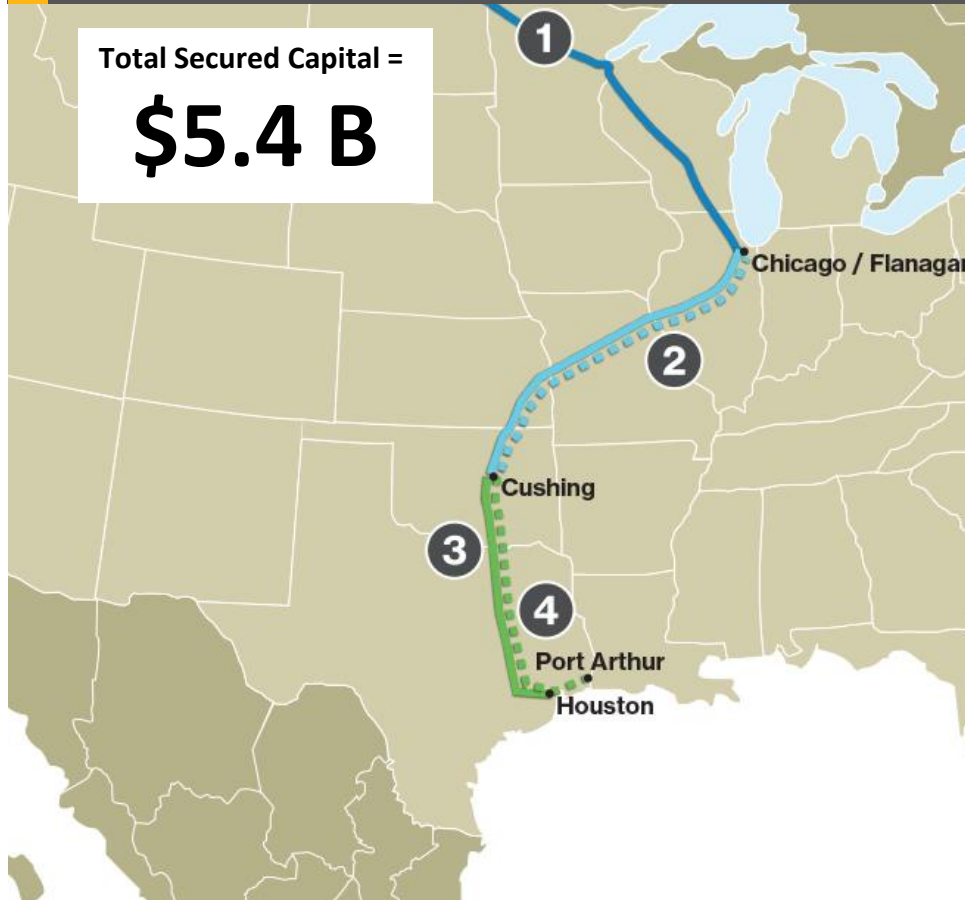 Total Secured Capital =
$5.4 B
1
Chicago / Flanagan
2
Cushing
3
4
Port Arthur
Houston